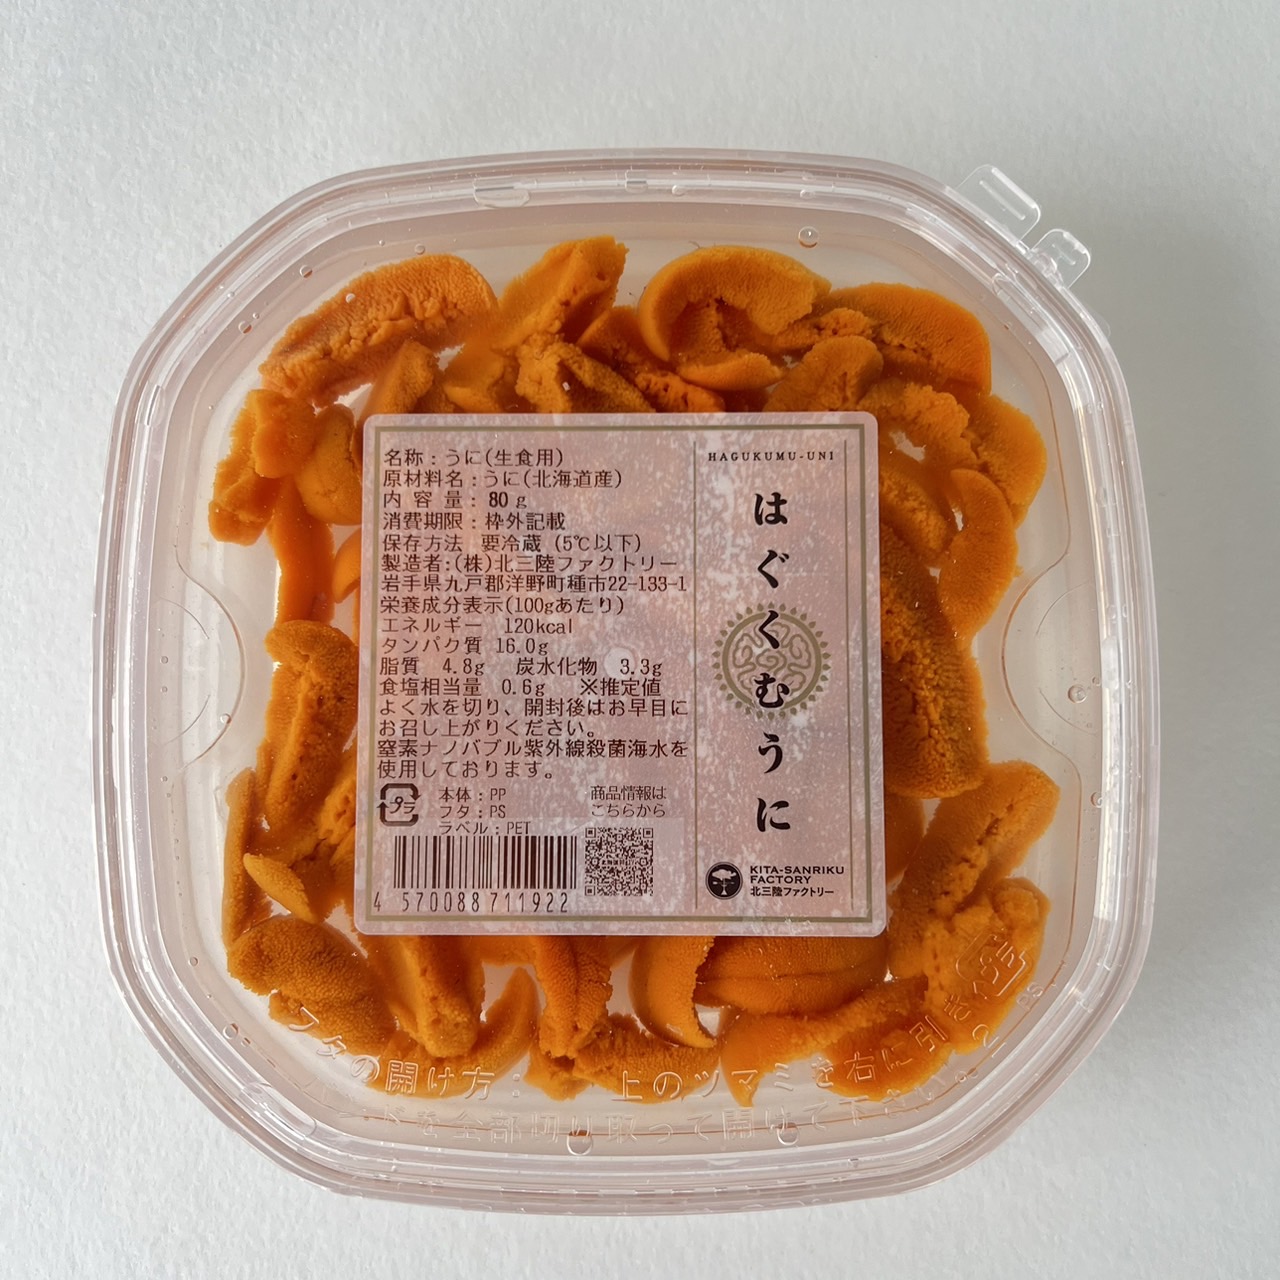 名称：うに(生食用)
原材料名：うに(北海道産)
内 容 量： 80 g
消費期限：枠外記載
保存方法 要冷蔵 (5℃以下)
製造者:(株)北三陸ファクトリー
岩手県九戸郡洋野町種市22-133-1
栄養成分表示(100gあたり)
エネルギー 120kcal
タンパク質 16.0g
脂質 4.8g 炭水化物 3.3g
食塩相当量 0.6g ※推定値
よく水を切り、開封後はお早目に
お召し上がりください。
窒素ナノバブル紫外線殺菌海水を
使用しております。
プラ
本体：PP
フタ：PS
ラベル：PET
商品情報は
こちらから
4 570088 711922
HAGUKUMU-UNI
はぐくむうに
KITA-SANRIKU
FACTORY
北三陸ファクトリー
フタの開け方： 上のツマミを右に引き
を全部切り取って開けて下さい。